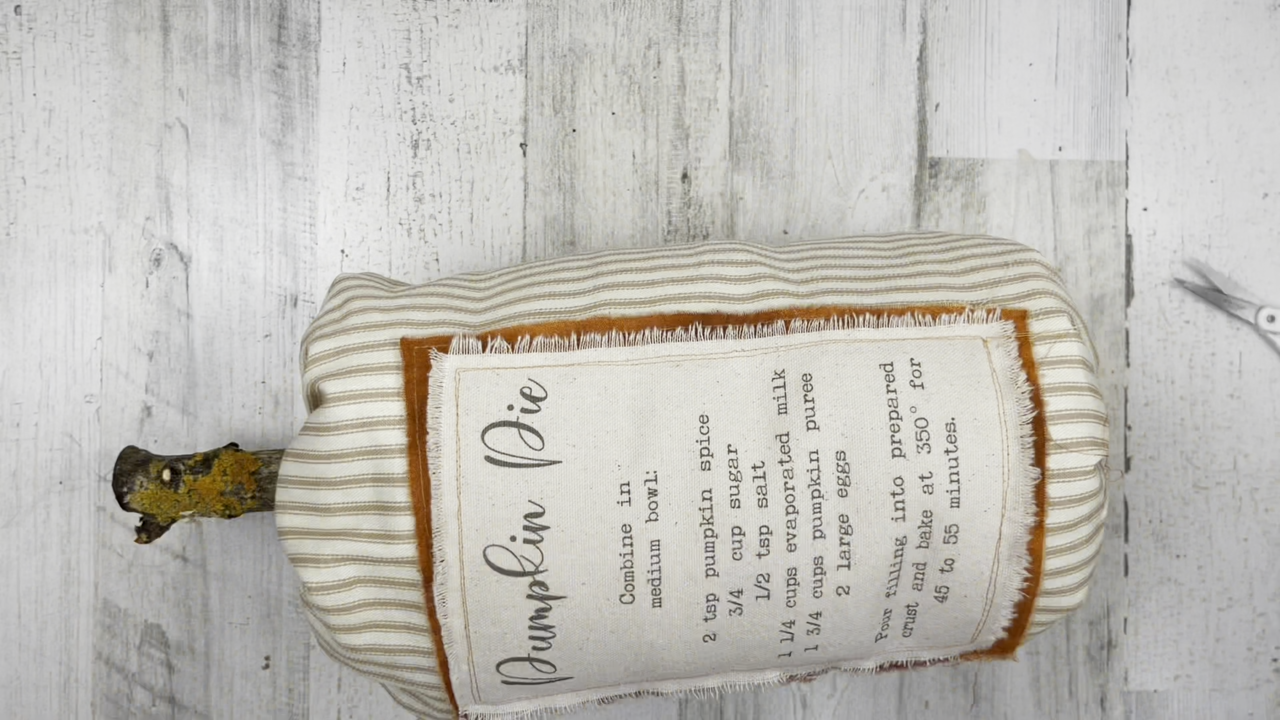 Pumpkin Pie
Combine in
medium bowl:
2 tsp pumpkin spice
3/4 cup sugar
1/2 tsp salt
1 1/4 cups evaporated milk
1 3/4 cups pumpkin puree
2 large eggs
Pour filling into prepared
crust and bake at 350° for
45 to 55 minutes.